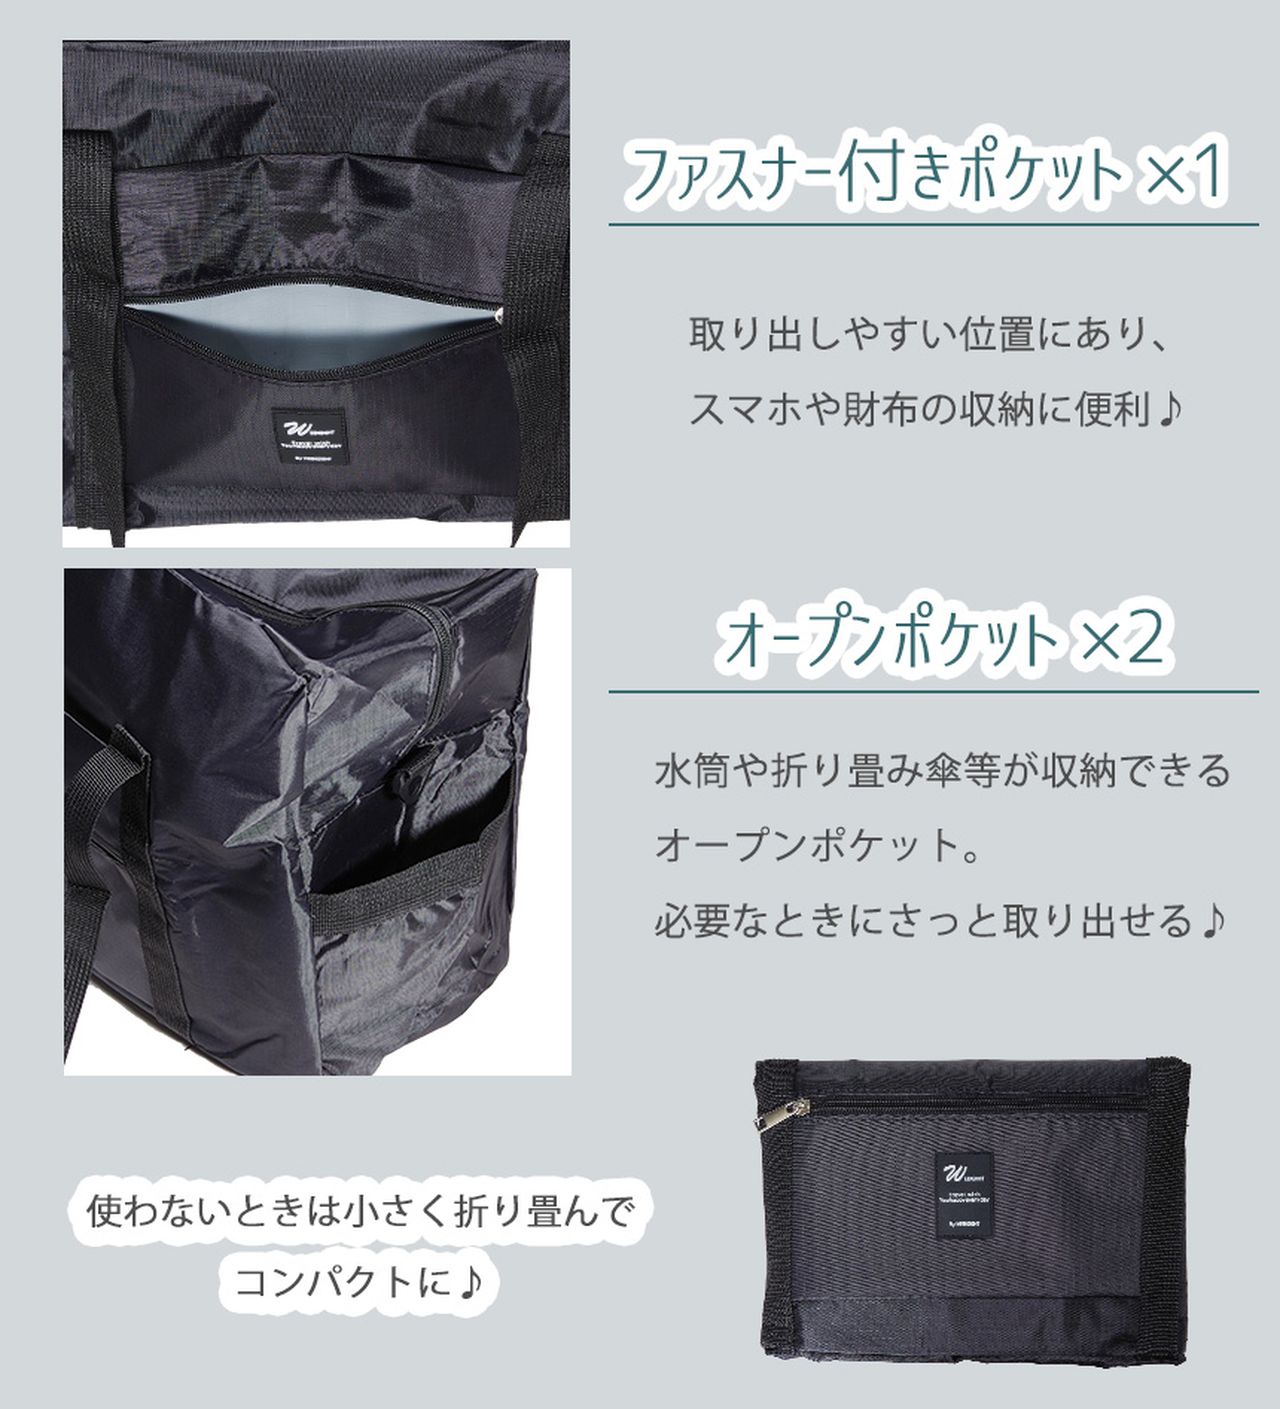 ファスナー付きポケット×1
取り出しやすい位置にあり、
スマホや財布の収納に便利♪
オープンポケット×2
水筒や折り畳み傘等が収納できる
オープンポケット。
必要なときにさっと取り出せる♪
使わないときは小さく折り畳んで
コンパクトに♪